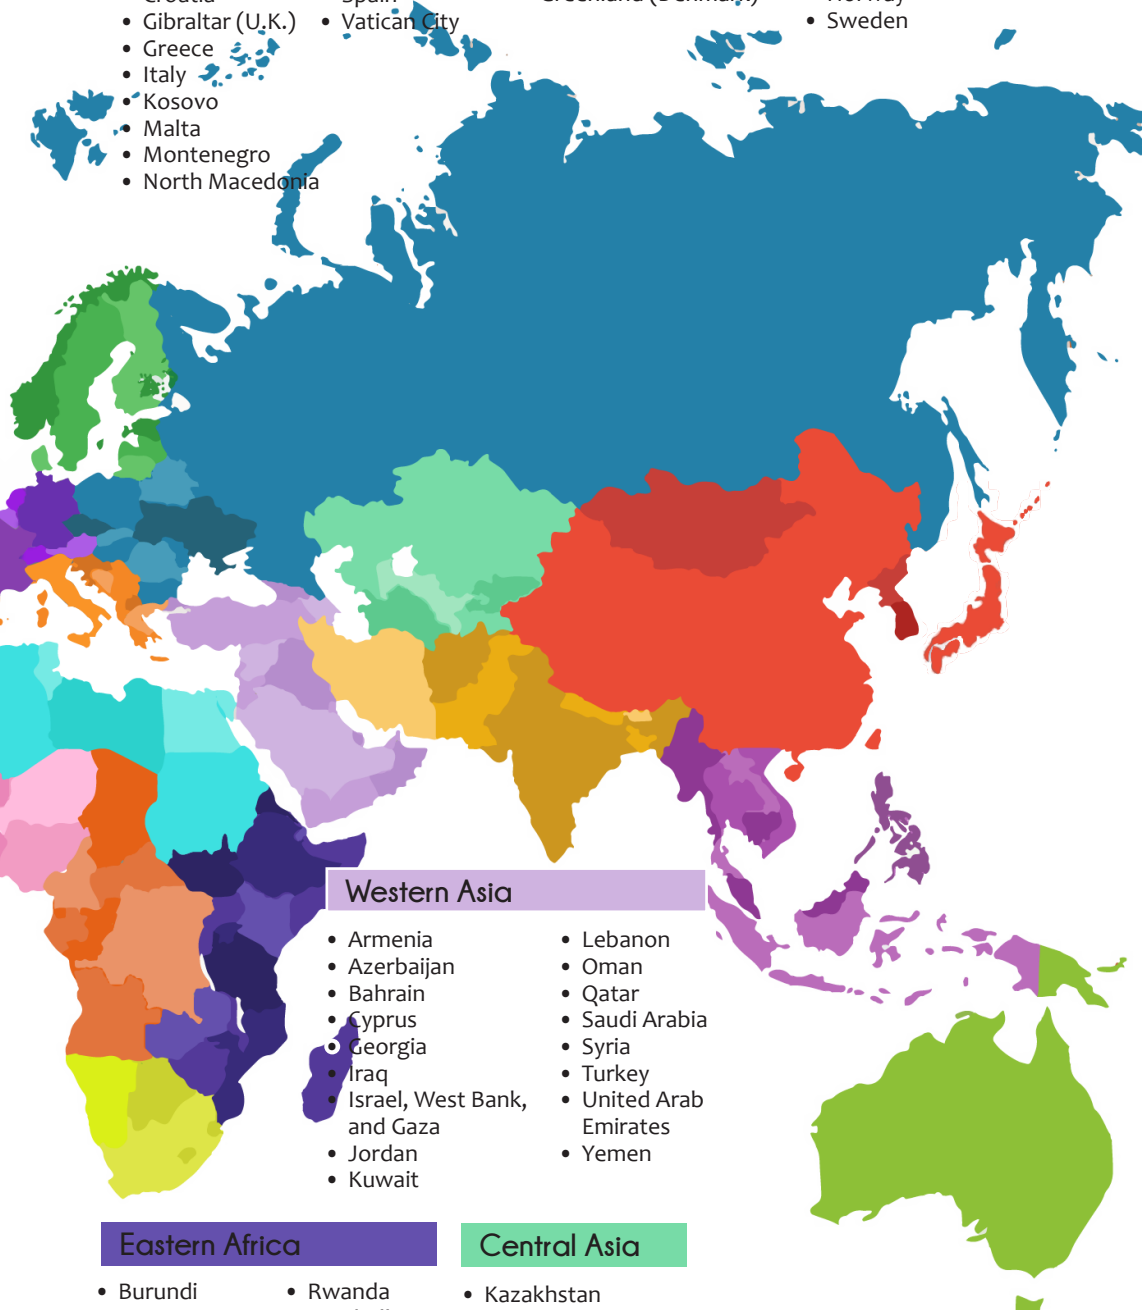 Gibraltar (U.K.)
Greece
Italy
Kosovo
Malta
Montenegro
North Macedonia
Vatican City
Sweden
Western Asia
Armenia
Azerbaijan
Bahrain
Cyprus
Georgia
Iraq
Israel, West Bank,
and Gaza
Jordan
Kuwait
Lebanon
Oman
Qatar
Saudi Arabia
Syria
Turkey
United Arab
Emirates
Yemen
Eastern Africa
Burundi
Rwanda
Central Asia
Kazakhstan